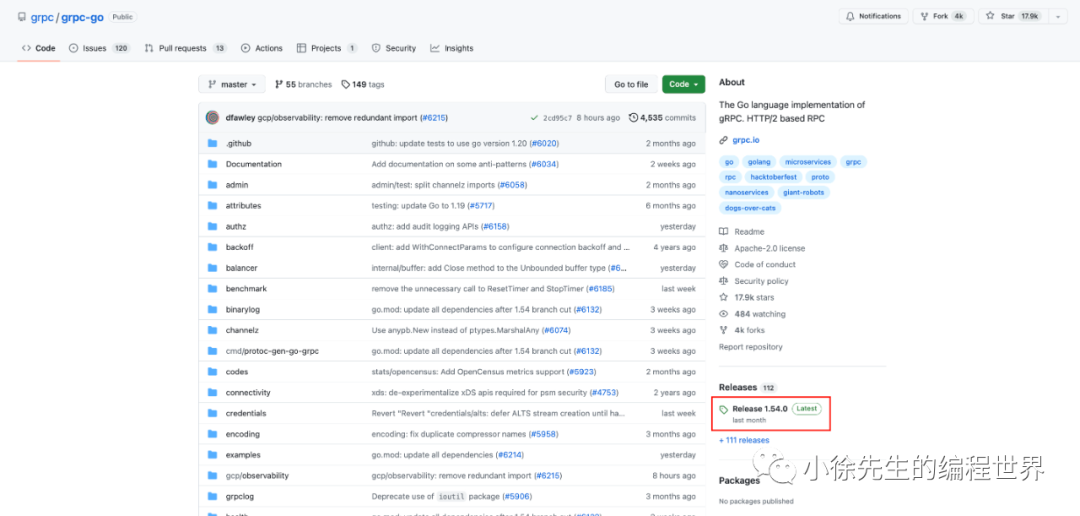 grpc / grpc-go Public
Notifications Fork 4k Star 17.9k
Code Issues 120 Pull requests 13 Actions Projects 1 Security Insights
master 55 branches 149 tags Go to file Code
dfawley gcp/observability: remove redundant import (#6215) 2cd95c7 8 hours ago 4,535 commits
.github github: update tests to use go version 1.20 (#6020) 2 months ago
Documentation Add documentation on some anti-patterns (#6034) 2 weeks ago
admin admin/test: split channelz imports (#6058) 2 months ago
attributes testing: update Go to 1.19 (#5717) 6 months ago
authz authz: add audit logging APIs (#6158) yesterday
backoff client: add WithConnectParams to configure connection backoff and ... 4 years ago
balancer internal/buffer: add Close method to the Unbounded buffer type (#6... yesterday
benchmark remove the unnecessary call to ResetTimer and StopTimer (#6185) last week
binarylog go.mod: update all dependencies after 1.54 branch cut (#6132) 3 weeks ago
channelz Use anypb.New instead of ptypes.MarshalAny (#6074) 3 weeks ago
cmd/protoc-gen-go-grpc go.mod: update all dependencies after 1.54 branch cut (#6132) 3 weeks ago
codes stats/opencensus: Add OpenCensus metrics support (#5923) 2 months ago
connectivity xds: de-experimentalize xDS apis required for psm security (#4753) 2 years ago
credentials Revert "Revert "credentials/alts: defer ALTS stream creation until ha... last week
encoding encoding: fix duplicate compressor names (#5958) 3 months ago
examples update all dependencies (#6214) yesterday
gcp/observability gcp/observability: remove redundant import (#6215) 8 hours ago
grpclog Deprecate use of ioutil package (#5906) 3 months ago
About
The Go language implementation of
gRPC. HTTP/2 based RPC
grpc.io
go golang microservices grpc
rpc hacktoberfest proto
nanoservices giant-robots
dogs-over-cats
Readme
Apache-2.0 license
Code of conduct
Security policy
17.9k stars
484 watching
4k forks
Report repository
Releases 112
Release 1.54.0 Latest
last month
+ 111 releases
小徐先生的编程世界
Packages
No packages published